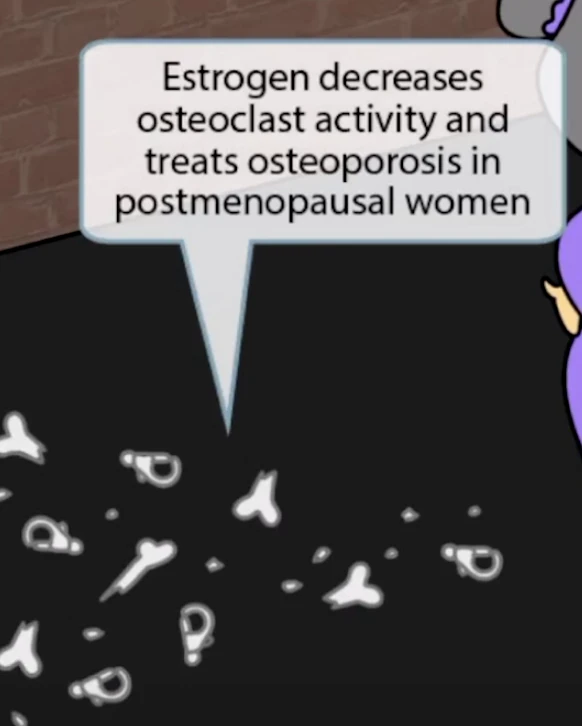 Estrogen decreases
osteoclast activity and
treats osteoporosis in
postmenopausal women